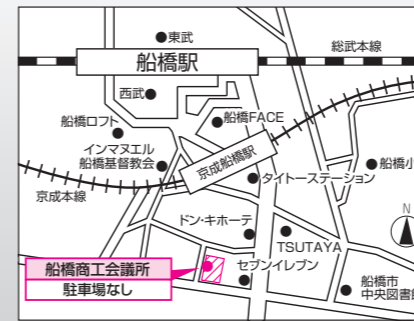 東武
総武本線
船橋駅
西武
船橋ロフト
船橋FACE
インマヌエル
船橋基督教会
京成船橋駅
船橋小
タイトーステーション
京成本線
ドン・キホーテ
N
TSUTAYA
船橋商工会議所
駐車場なし
セブンイレブン
船橋市
中央図書館